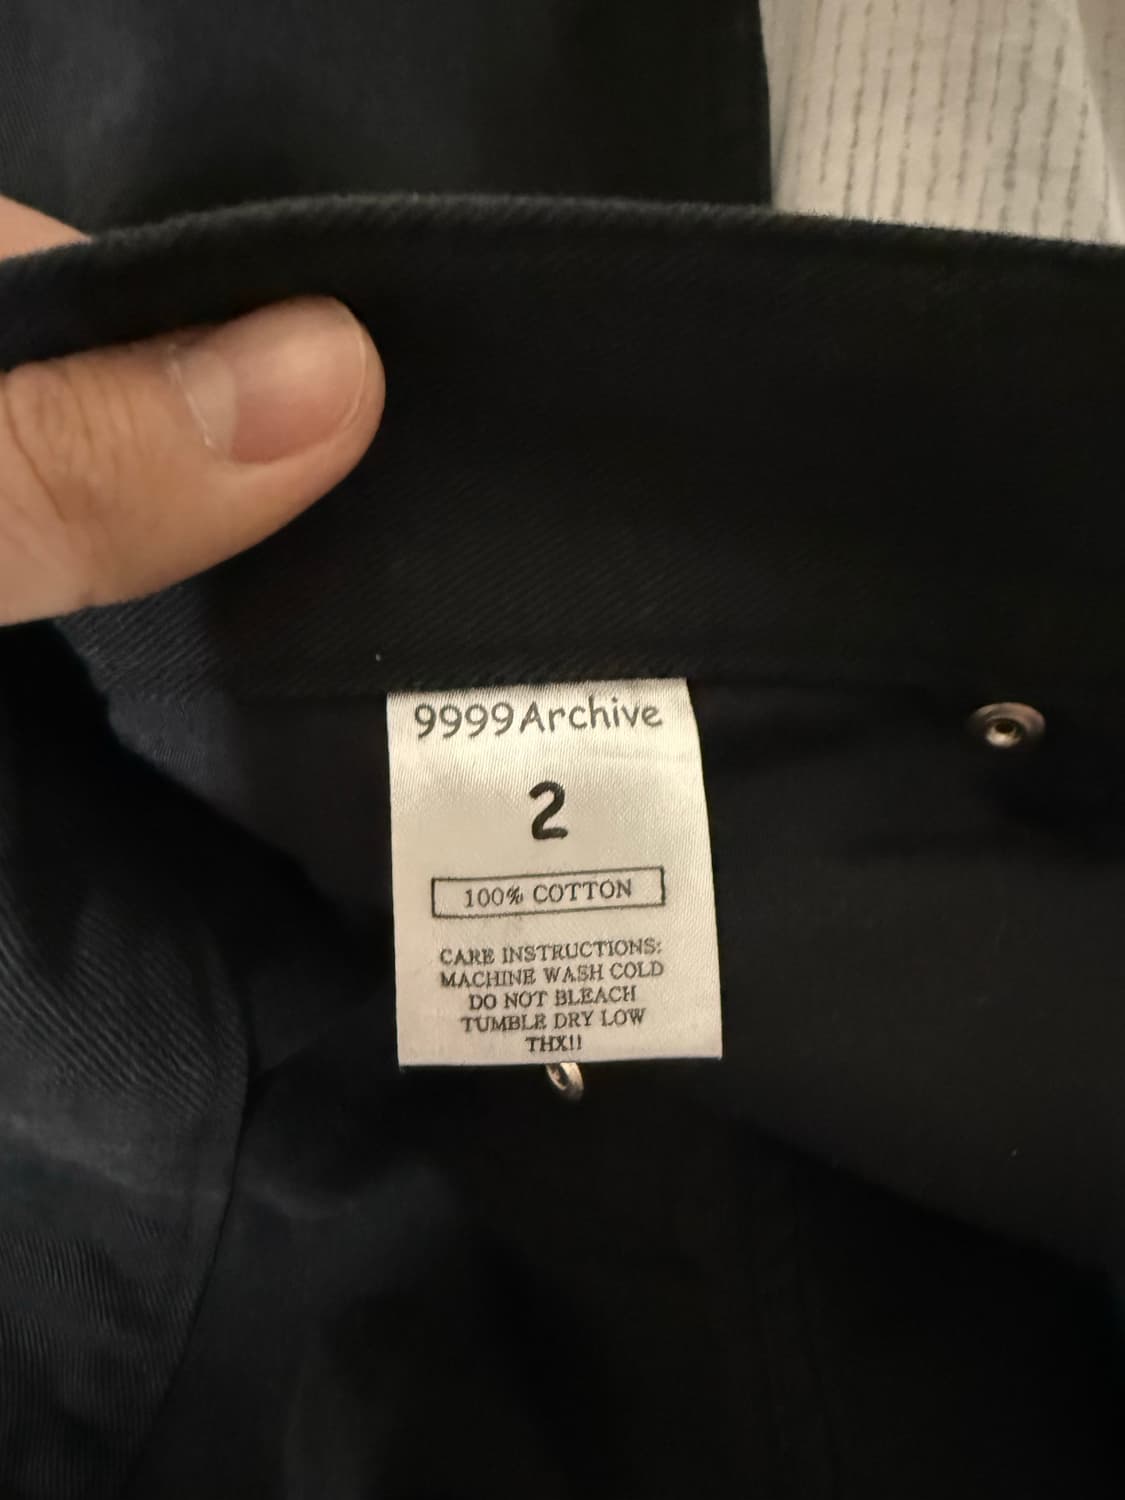 9999Archive
2
100% COTTON
CARE INSTRUCTIONS:
MACHINE WASH COLD
DO NOT BLEACH
TUMBLE DRY LOW
THX!!